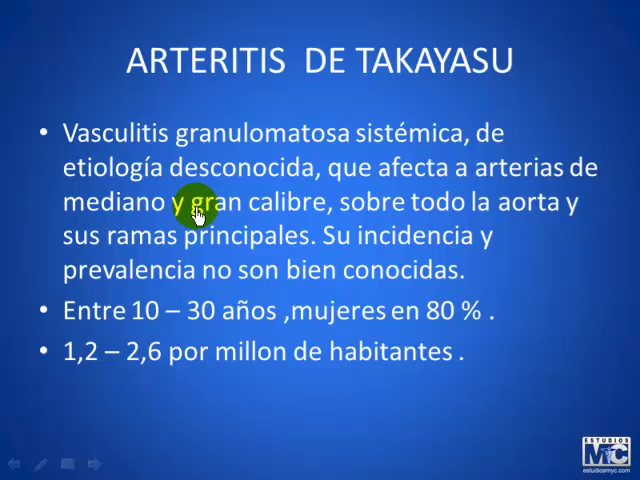 ARTERITIS DE TAKAYASU
• Vasculitis granulomatosa sistémica, de
etiología desconocida, que afecta a arterias de
mediano y gran calibre, sobre todo la aorta y
sus ramas principales. Su incidencia y
prevalencia no son bien conocidas.
• Entre 10 – 30 años ,mujeres en 80 % .
• 1,2 – 2,6 por millon de habitantes .
ESTUDIOS
MyC
estudiosmyc.com